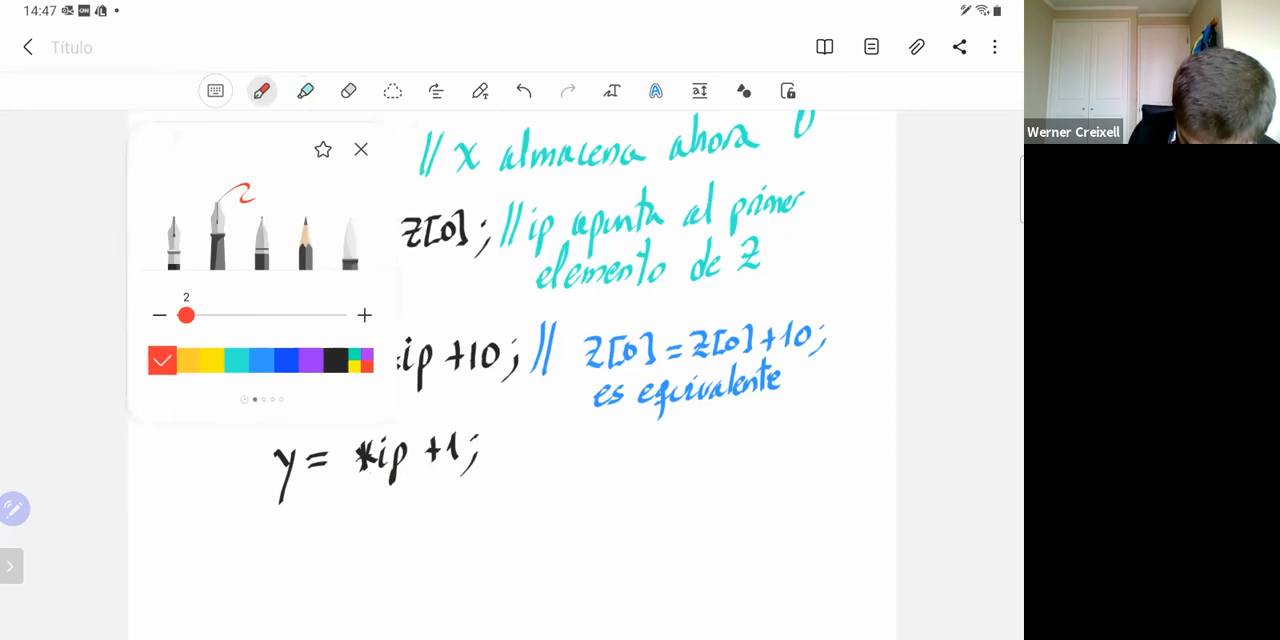 14:47
Título
// x almacena ahora 0
z[0]; // ip apunta al primer
elemento de z
*ip +10; // z[0] = z[0]+10;
es equivalente
2
y = *ip +1;
Werner Creixell